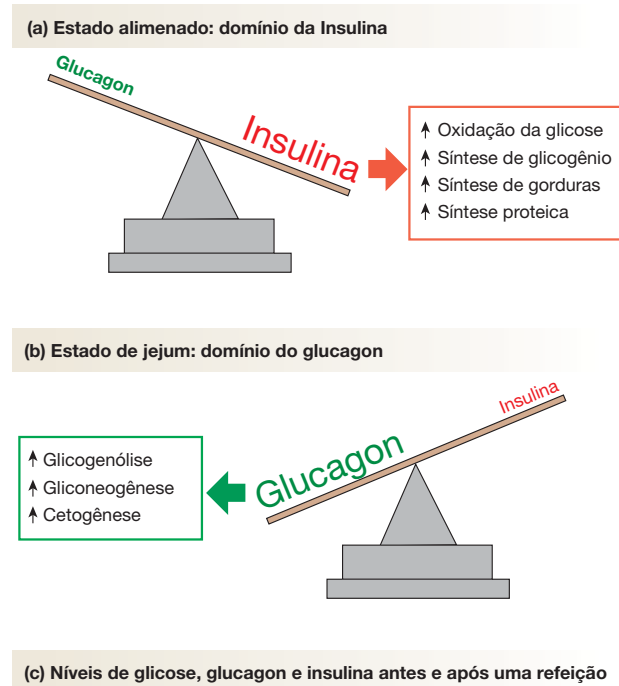 (a) Estado alimenado: domínio da Insulina
Glucagon
Insulina
↑ Oxidação da glicose
↑ Síntese de glicogênio
↑ Síntese de gorduras
↑ Síntese proteica
(b) Estado de jejum: domínio do glucagon
Insulina
Glucagon
↑ Glicogenólise
↑ Gliconeogênese
↑ Cetogênese
(c) Níveis de glicose, glucagon e insulina antes e após uma refeição